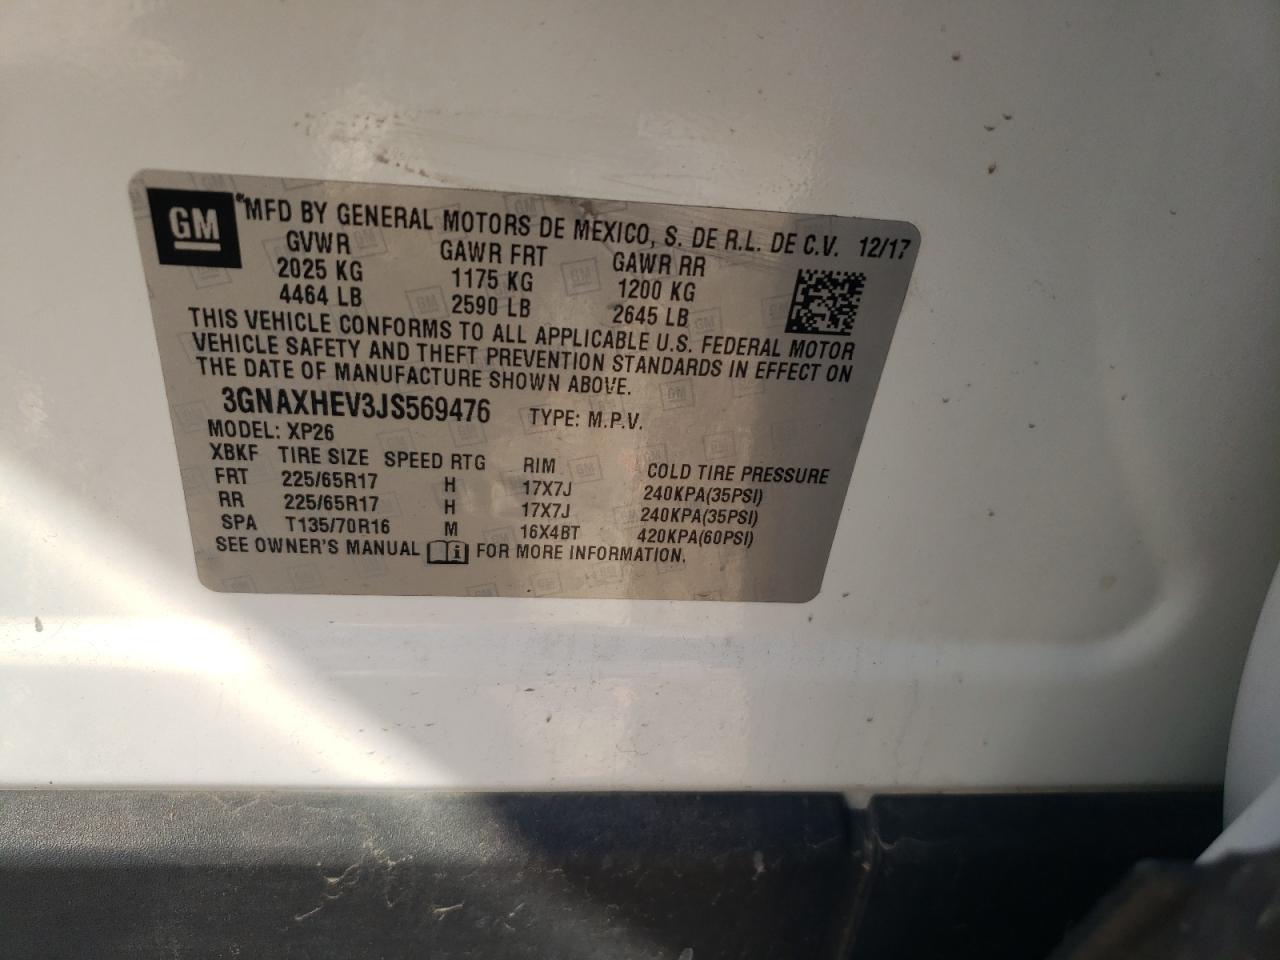 GM
MFD BY GENERAL MOTORS DE MEXICO, S. DE R.L. DE C.V. 12/17
GVWR GAWR FRT GAWR RR
2025 KG 1175 KG 1200 KG
4464 LB 2590 LB 2645 LB
THIS VEHICLE CONFORMS TO ALL APPLICABLE U.S. FEDERAL MOTOR
VEHICLE SAFETY AND THEFT PREVENTION STANDARDS IN EFFECT ON
THE DATE OF MANUFACTURE SHOWN ABOVE.
3GNAXHEV3JS569476 TYPE: M.P.V.
MODEL: XP26
XBKF TIRE SIZE SPEED RTG RIM COLD TIRE PRESSURE
FRT 225/65R17 H 17X7J 240KPA(35PSI)
RR 225/65R17 H 17X7J 240KPA(35PSI)
SPA T135/70R16 M 16X4BT 420KPA(60PSI)
SEE OWNER'S MANUAL FOR MORE INFORMATION.